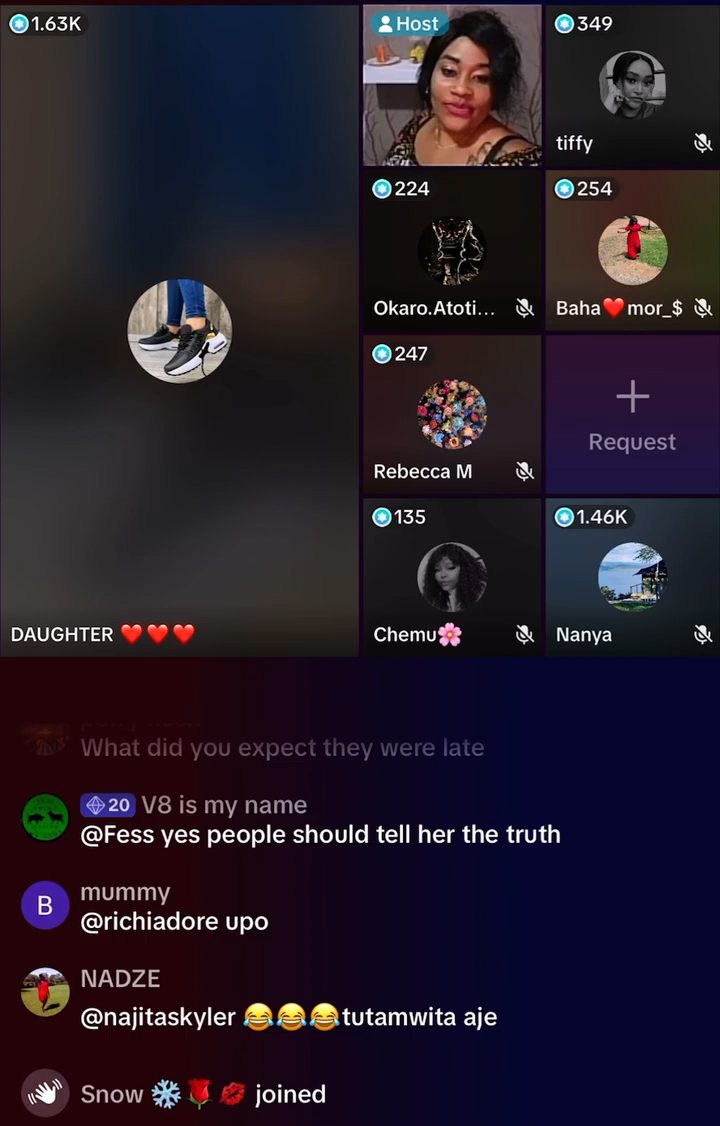 1.63K
DAUGHTER ❤️❤️❤️
Host
349
tiffy
224
Okaro.Atoti...
254
Baha❤️mor_$
247
Rebecca M
+
Request
135
Chemu🌸
1.46K
Nanya
What did you expect they were late
20 V8 is my name
@Fess yes people should tell her the truth
B
mummy
@richiadore upo
NADZE
@najitaskyler 😂😂😂tutamwita aje
Snow ❄️🌹💋 joined